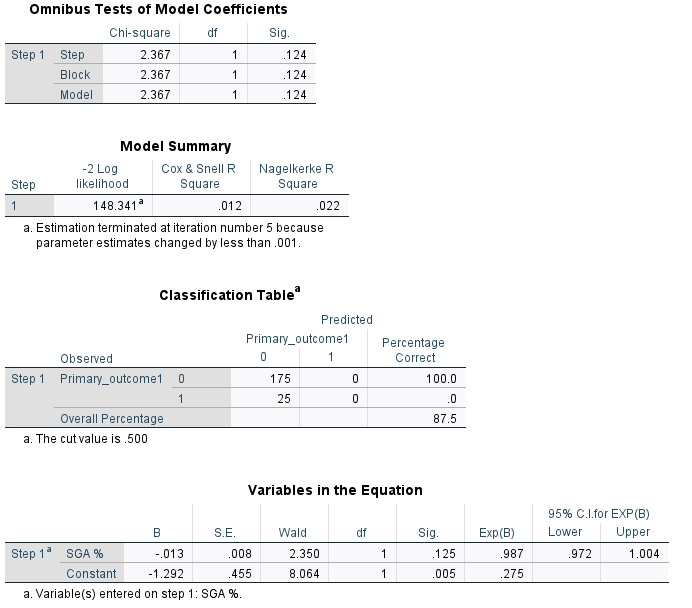 Omnibus Tests of Model Coefficients
Chi-square df Sig.
Step 1 Step 2.367 1 .124
Block 2.367 1 .124
Model 2.367 1 .124
Model Summary
Step -2 Log likelihood Cox & Snell R Square Nagelkerke R Square
1 148.341a .012 .022
a. Estimation terminated at iteration number 5 because
parameter estimates changed by less than .001.
Classification Tablea
Predicted
Primary_outcome1 Percentage Correct
Observed 0 1
Step 1 Primary_outcome1 0 175 0 100.0
1 25 0 .0
Overall Percentage 87.5
a. The cut value is .500
Variables in the Equation
95% C.I.for EXP(B)
B S.E. Wald df Sig. Exp(B) Lower Upper
Step 1a SGA % -.013 .008 2.350 1 .125 .987 .972 1.004
Constant -1.292 .455 8.064 1 .005 .275
a. Variable(s) entered on step 1: SGA %.